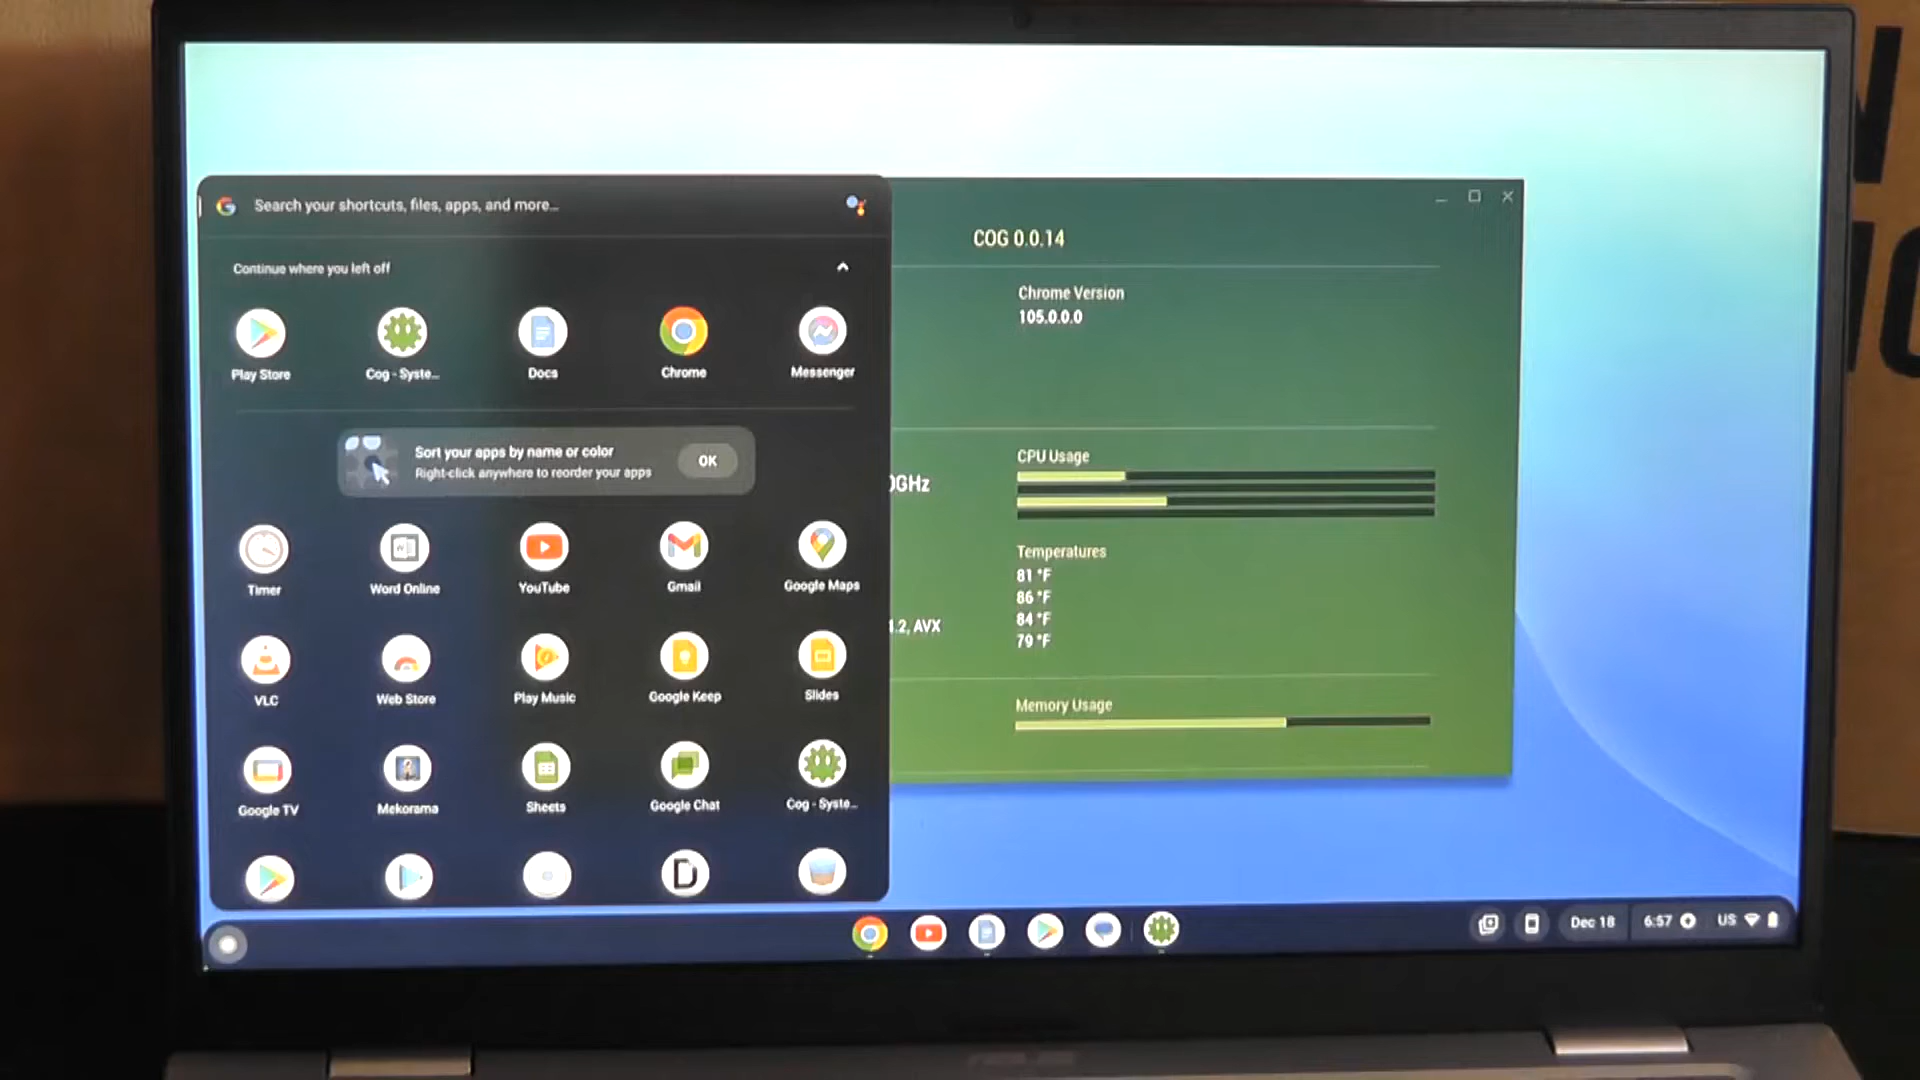 Search your shortcuts, files, apps, and more...
Continue where you left off
Play Store
Cog - Syste...
Docs
Chrome
Messenger
Sort your apps by name or color
Right-click anywhere to reorder your apps
OK
Timer
Word Online
YouTube
Gmail
Google Maps
VLC
Web Store
Play Music
Google Keep
Slides
Google TV
Mekorama
Sheets
Google Chat
Cog - Syste...
COG 0.0.14
Chrome Version
105.0.0.0
CPU Usage
0GHz
Temperatures
81 °F
86 °F
84 °F
79 °F
1.2, AVX
Memory Usage
Dec 18
6:57
US